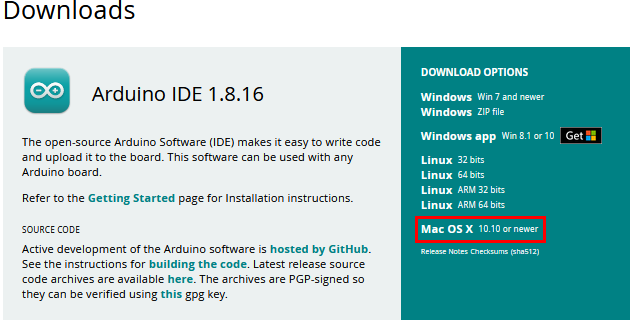 Downloads
Arduino IDE 1.8.16
The open-source Arduino Software (IDE) makes it easy to write code
and upload it to the board. This software can be used with any
Arduino board.
Refer to the Getting Started page for Installation instructions.
SOURCE CODE
Active development of the Arduino software is hosted by GitHub.
See the instructions for building the code. Latest release source
code archives are available here. The archives are PGP-signed so
they can be verified using this gpg key.
DOWNLOAD OPTIONS
Windows Win 7 and newer
Windows ZIP file
Windows app Win 8.1 or 10 Get
Linux 32 bits
Linux 64 bits
Linux ARM 32 bits
Linux ARM 64 bits
Mac OS X 10.10 or newer
Release Notes Checksums (sha512)